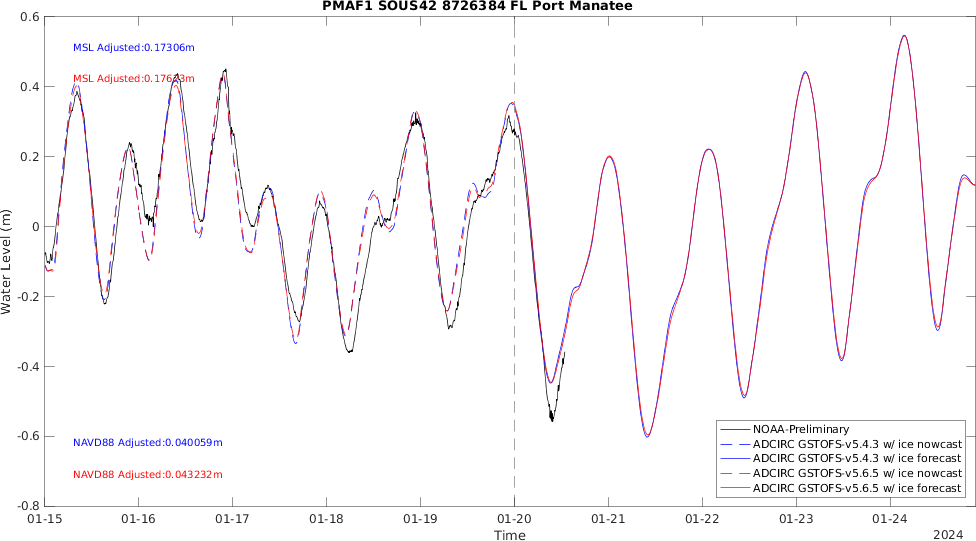 PMAF1 SOUS42 8726384 FL Port Manatee
0.6
MSL Adjusted:0.17306m
MSL Adjusted:0.17623m
0.4
0.2
0
-0.2
-0.4
-0.6
-0.8
Water Level (m)
NAVD88 Adjusted:0.040059m
NAVD88 Adjusted:0.043232m
NOAA-Preliminary
ADCIRC GSTOFS-v5.4.3 w/ ice nowcast
ADCIRC GSTOFS-v5.4.3 w/ ice forecast
ADCIRC GSTOFS-v5.6.5 w/ ice nowcast
ADCIRC GSTOFS-v5.6.5 w/ ice forecast
01-15 01-16 01-17 01-18 01-19 01-20 01-21 01-22 01-23 01-24
Time
2024